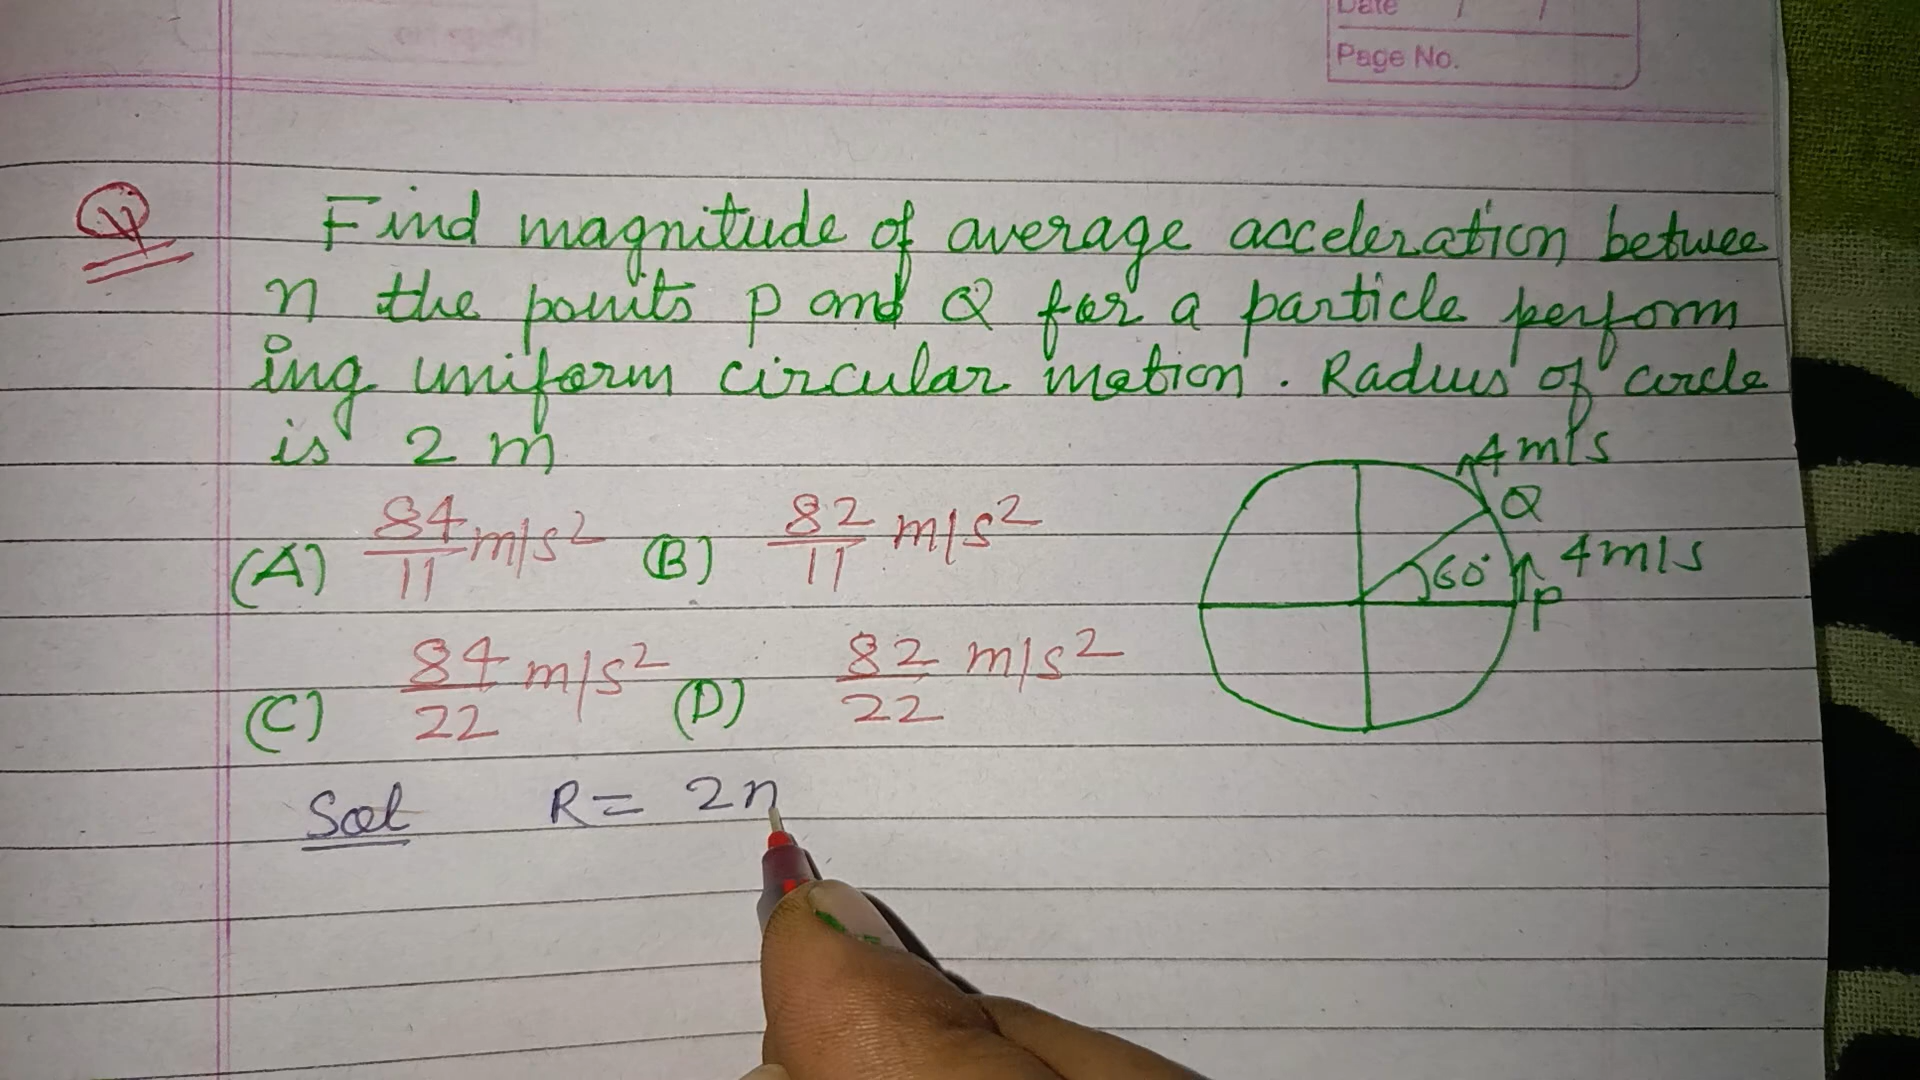 Date / /
Page No.
Q Find magnitude of average acceleration betwee
n the points P and Q for a particle perform
ing uniform circular motion. Radius of circle
is 2 m
4 m/s
Q
4 m/s
60°
P
(A) 84/11 m/s² (B) 82/11 m/s²
(C) 84/22 m/s² (D) 82/22 m/s²
Sol R = 2n